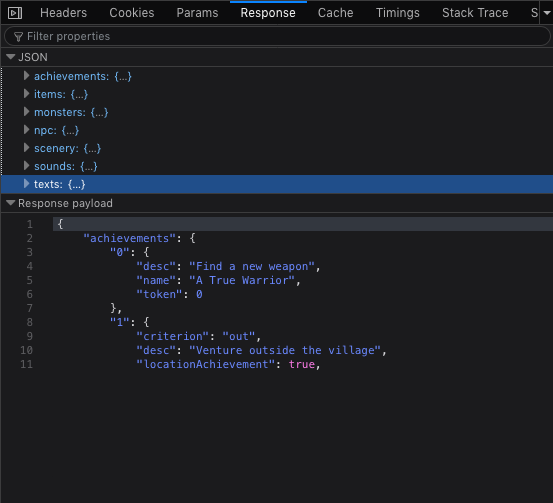 Headers Cookies Params Response Cache Timings Stack Trace S
Filter properties
JSON
achievements: {…}
items: {…}
monsters: {…}
npc: {…}
scenery: {…}
sounds: {…}
texts: {…}
Response payload
1 {
2 "achievements": {
3 "0": {
4 "desc": "Find a new weapon",
5 "name": "A True Warrior",
6 "token": 0
7 },
8 "1": {
9 "criterion": "out",
10 "desc": "Venture outside the village",
11 "locationAchievement": true,